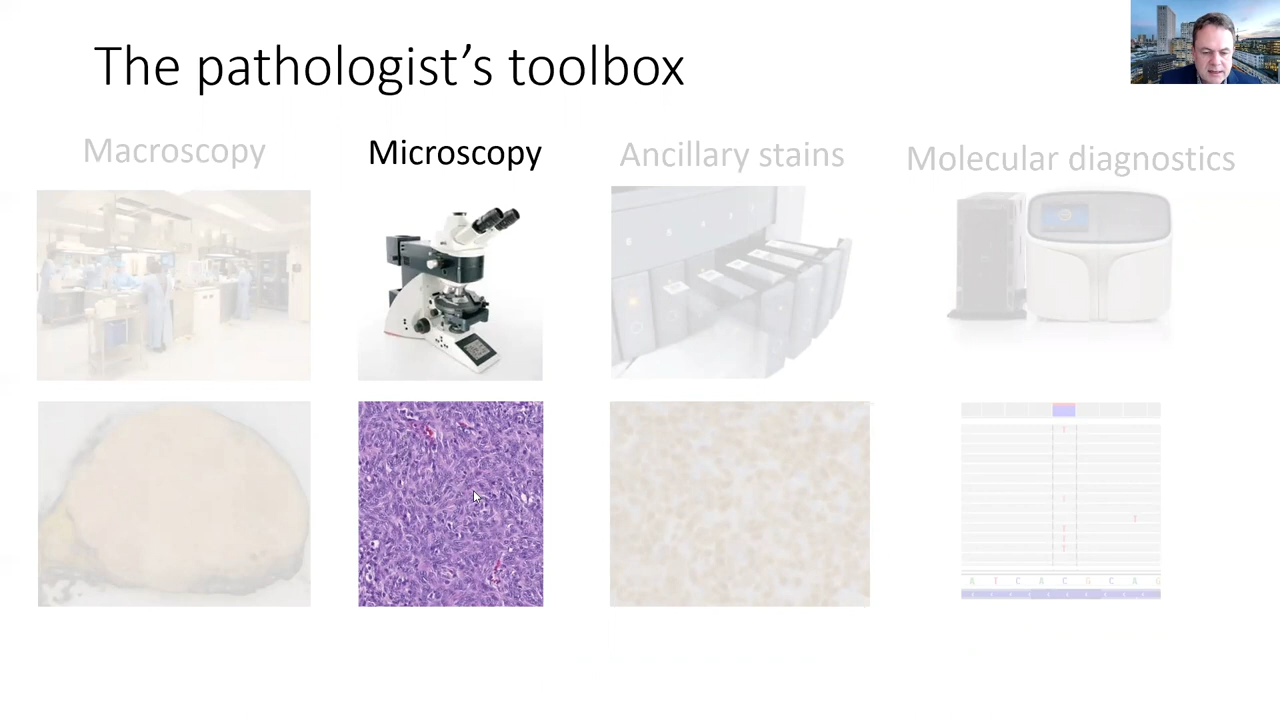 The pathologist’s toolbox
Macroscopy
Microscopy
Ancillary stains
Molecular diagnostics
A T C A C G C A G